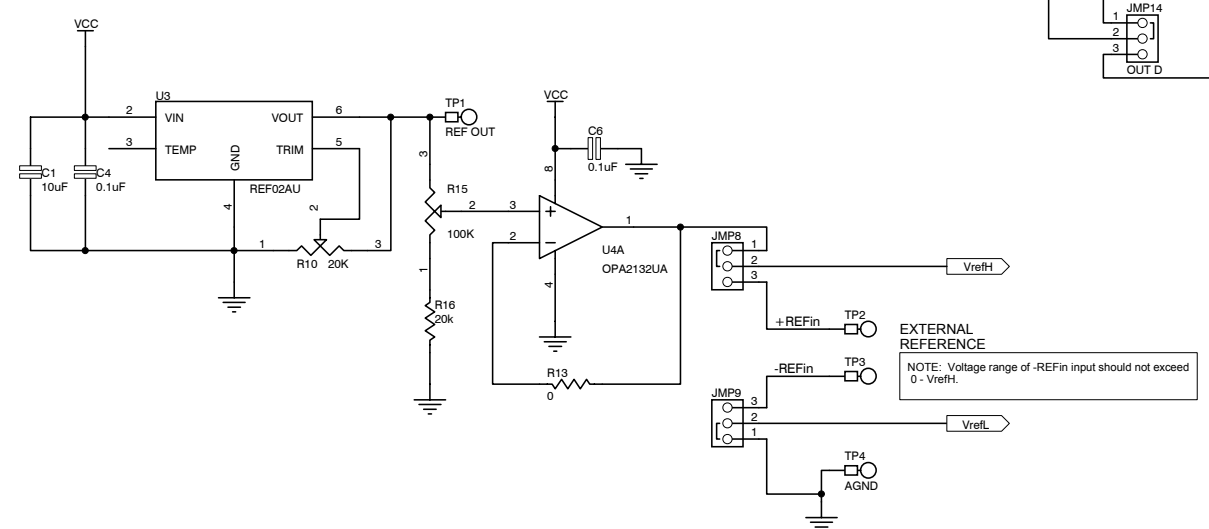 JMP14
1
2
3
OUT D
VCC
U3
2
VIN
VOUT
6
3
TEMP
TRIM
5
GND
4
REF02AU
C1
10uF
C4
0.1uF
1
2
3
R10 20K
TP1
REF OUT
3
R15
2
100K
1
R16
20k
VCC
C6
0.1uF
8
3
+
2
−
1
4
U4A
OPA2132UA
R13
0
JMP8
1
2
3
VrefH
+REFin
TP2
EXTERNAL
REFERENCE
-REFin
TP3
NOTE: Voltage range of -REFin input should not exceed
0 - VrefH.
JMP9
3
2
1
VrefL
TP4
AGND